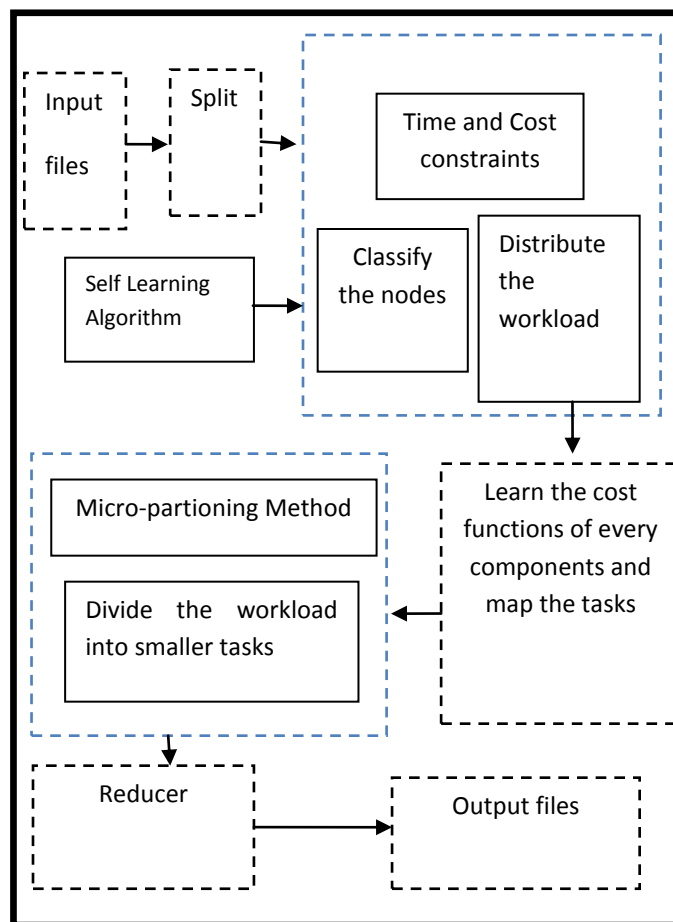 Input
files
Split
Time and Cost
constraints
Self Learning
Algorithm
Classify
the nodes
Distribute
the
workload
Learn the cost
functions of every
components and
map the tasks
Micro-partioning Method
Divide the workload
into smaller tasks
Reducer
Output files